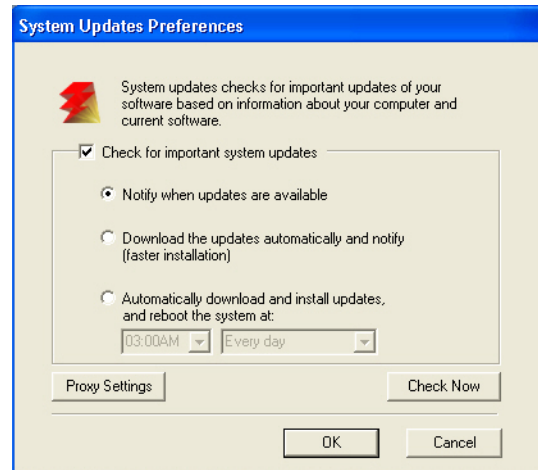 System Updates Preferences
System updates checks for important updates of your
software based on information about your computer and
current software.
Check for important system updates
Notify when updates are available
Download the updates automatically and notify
(faster installation)
Automatically download and install updates,
and reboot the system at:
03:00AM Every day
Proxy Settings Check Now
OK Cancel